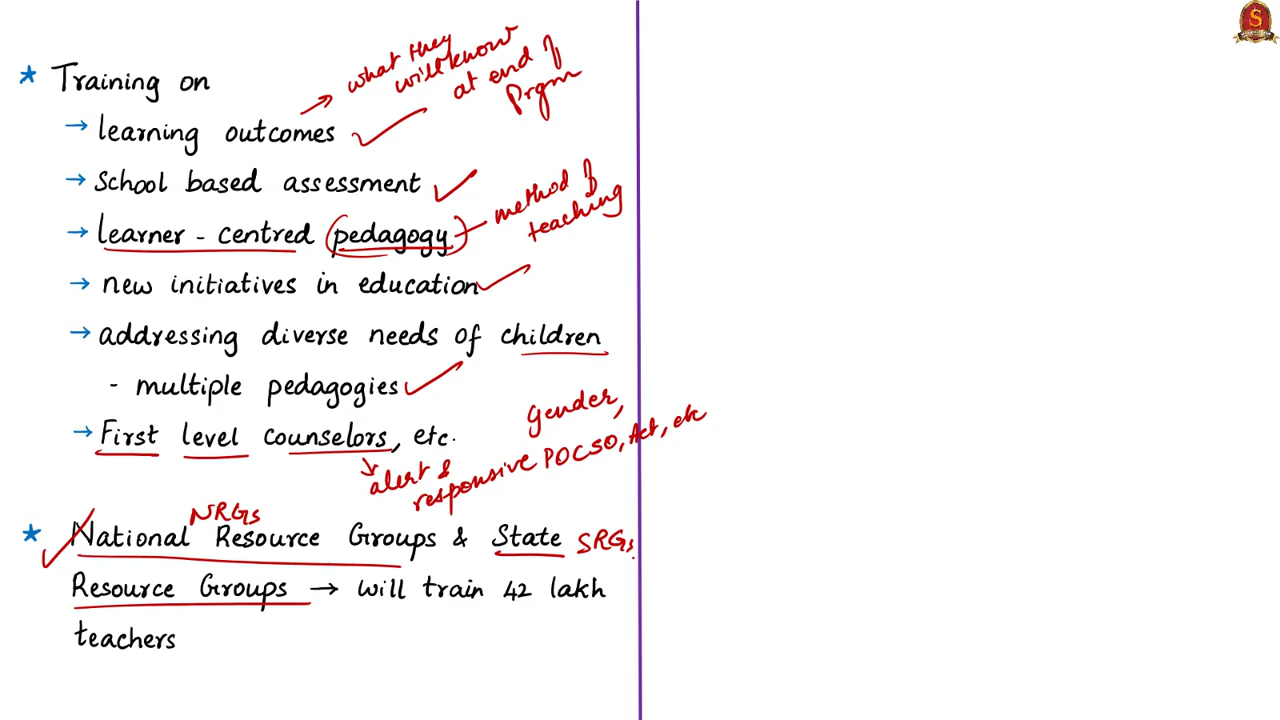 * Training on
→ learning outcomes
→ what they
will know
at end of
Prgm
→ School based assessment
→ learner - centred (pedagogy)
method of
teaching
→ new initiatives in education
→ addressing diverse needs of children
- multiple pedagogies
→ First level counselors, etc.
alert &
responsive
gender,
POCSO, Act, etc
NRGs
* National Resource Groups & State SRGs
Resource Groups → will train 42 lakh
teachers
S